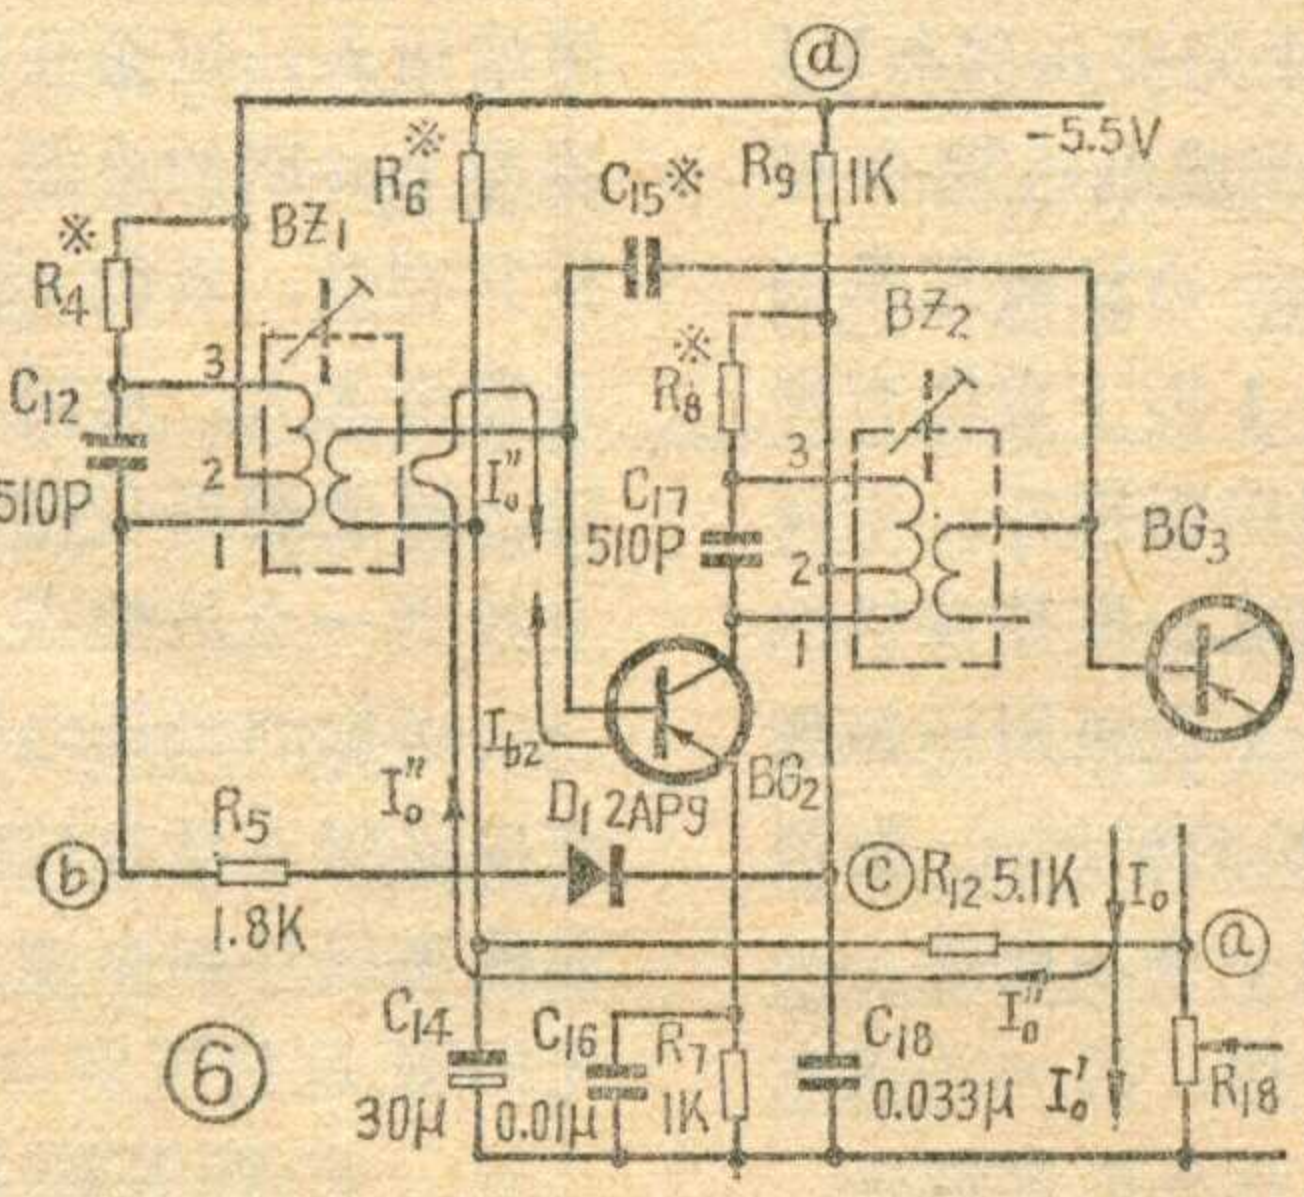 ⓓ
-5.5V
※
R6
C15※
R9
1K
※
R4
BZ1
BZ2
※
R8
3
C12
2
510P
1
I₀"
3
C17
510P
2
1
BG3
Ib2
BG2
I₀"
D1 2AP9
R5
ⓑ
1.8K
ⓒ
R12 5.1K
I₀
ⓐ
I₀"
C14
30μ
C16
0.01μ
R7
1K
C18
0.033μ
I₀'
R18
⑥